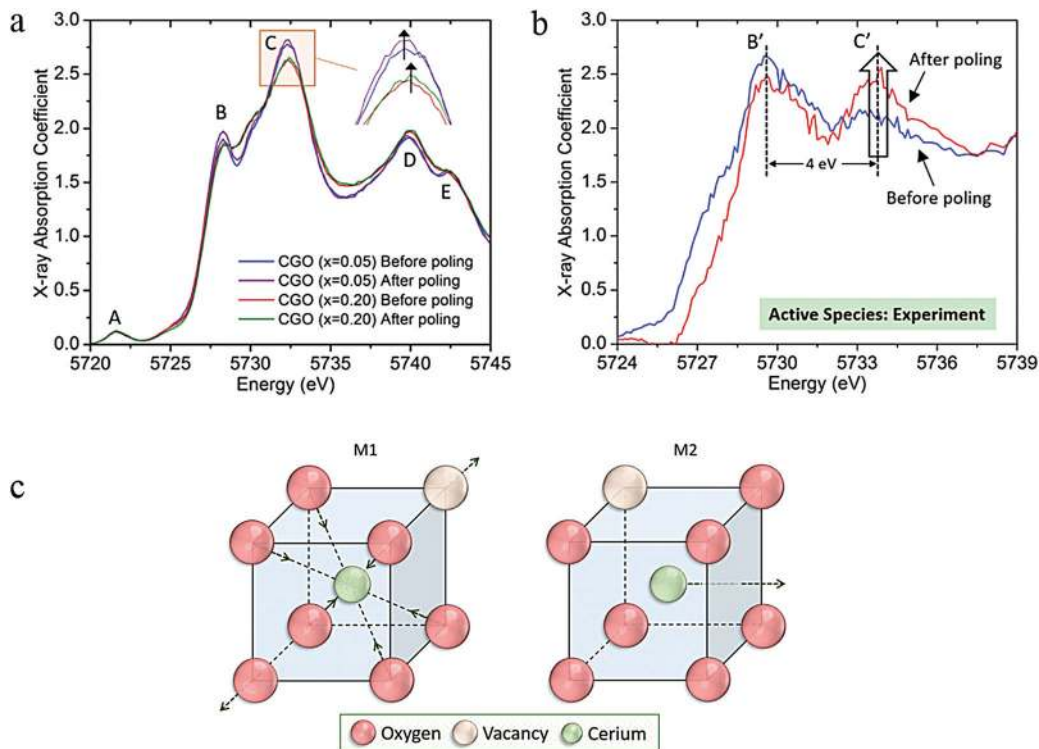 a
X-ray Absorption Coefficient
3.0
2.5
2.0
1.5
1.0
0.5
0.0
A
B
C
D
E
CGO (x=0.05) Before poling
CGO (x=0.05) After poling
CGO (x=0.20) Before poling
CGO (x=0.20) After poling
5720 5725 5730 5735 5740 5745
Energy (eV)
b
X-ray Absorption Coefficient
3.0
2.5
2.0
1.5
1.0
0.5
0.0
B'
C'
After poling
4 eV
Before poling
Active Species: Experiment
5724 5727 5730 5733 5736 5739
Energy (eV)
c
M1
M2
Oxygen Vacancy Cerium